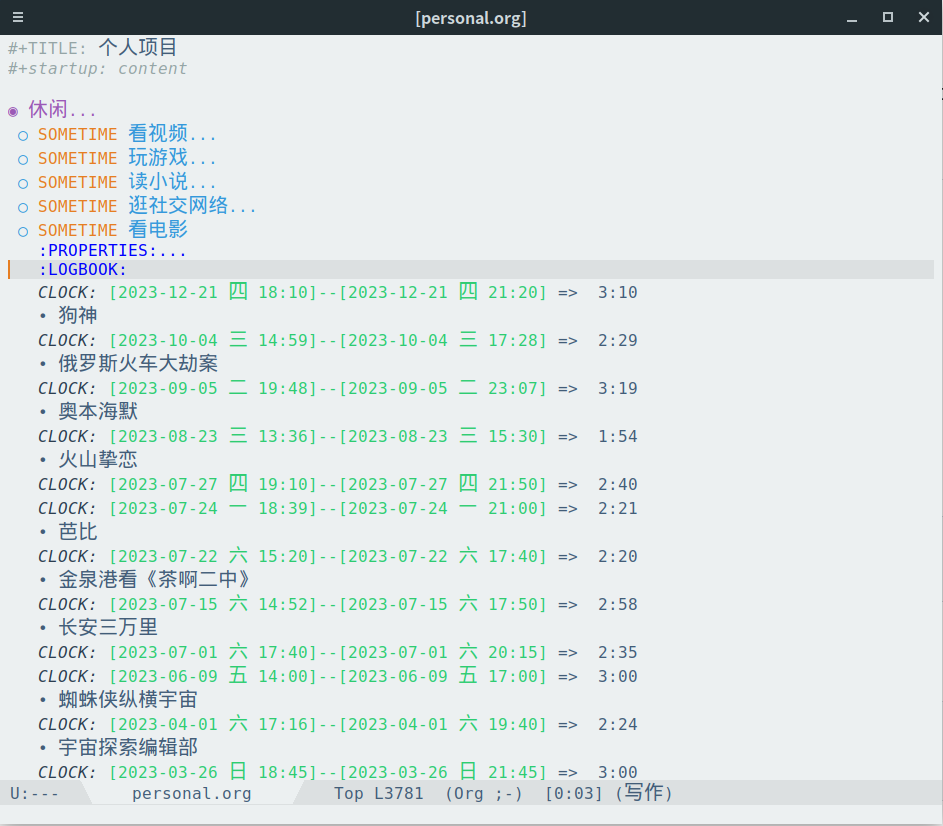 [personal.org]
#+TITLE: 个人项目
#+startup: content
◉ 休闲...
○ SOMETIME 看视频...
○ SOMETIME 玩游戏...
○ SOMETIME 读小说...
○ SOMETIME 逛社交网络...
○ SOMETIME 看电影
:PROPERTIES:...
:LOGBOOK:
CLOCK: [2023-12-21 四 18:10]--[2023-12-21 四 21:20] =>  3:10
• 狗神
CLOCK: [2023-10-04 三 14:59]--[2023-10-04 三 17:28] =>  2:29
• 俄罗斯火车大劫案
CLOCK: [2023-09-05 二 19:48]--[2023-09-05 二 23:07] =>  3:19
• 奥本海默
CLOCK: [2023-08-23 三 13:36]--[2023-08-23 三 15:30] =>  1:54
• 火山挚恋
CLOCK: [2023-07-27 四 19:10]--[2023-07-27 四 21:50] =>  2:40
CLOCK: [2023-07-24 一 18:39]--[2023-07-24 一 21:00] =>  2:21
• 芭比
CLOCK: [2023-07-22 六 15:20]--[2023-07-22 六 17:40] =>  2:20
• 金泉港看《茶啊二中》
CLOCK: [2023-07-15 六 14:52]--[2023-07-15 六 17:50] =>  2:58
• 长安三万里
CLOCK: [2023-07-01 六 17:40]--[2023-07-01 六 20:15] =>  2:35
CLOCK: [2023-06-09 五 14:00]--[2023-06-09 五 17:00] =>  3:00
• 蜘蛛侠纵横宇宙
CLOCK: [2023-04-01 六 17:16]--[2023-04-01 六 19:40] =>  2:24
• 宇宙探索编辑部
CLOCK: [2023-03-26 日 18:45]--[2023-03-26 日 21:45] =>  3:00
U:--- personal.org Top L3781 (Org ;-) [0:03] (写作)